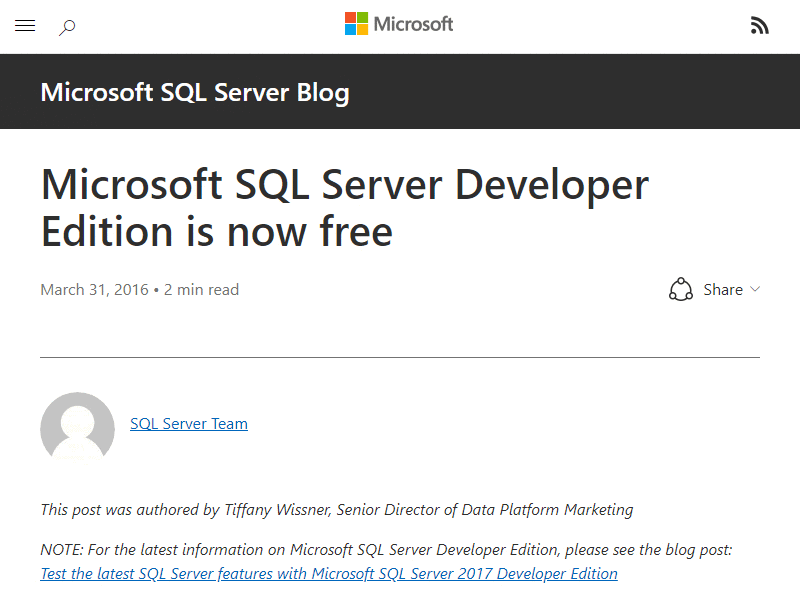 Microsoft
Microsoft SQL Server Blog
Microsoft SQL Server Developer
Edition is now free
March 31, 2016 • 2 min read
Share
SQL Server Team
This post was authored by Tiffany Wissner, Senior Director of Data Platform Marketing
NOTE: For the latest information on Microsoft SQL Server Developer Edition, please see the blog post:
Test the latest SQL Server features with Microsoft SQL Server 2017 Developer Edition